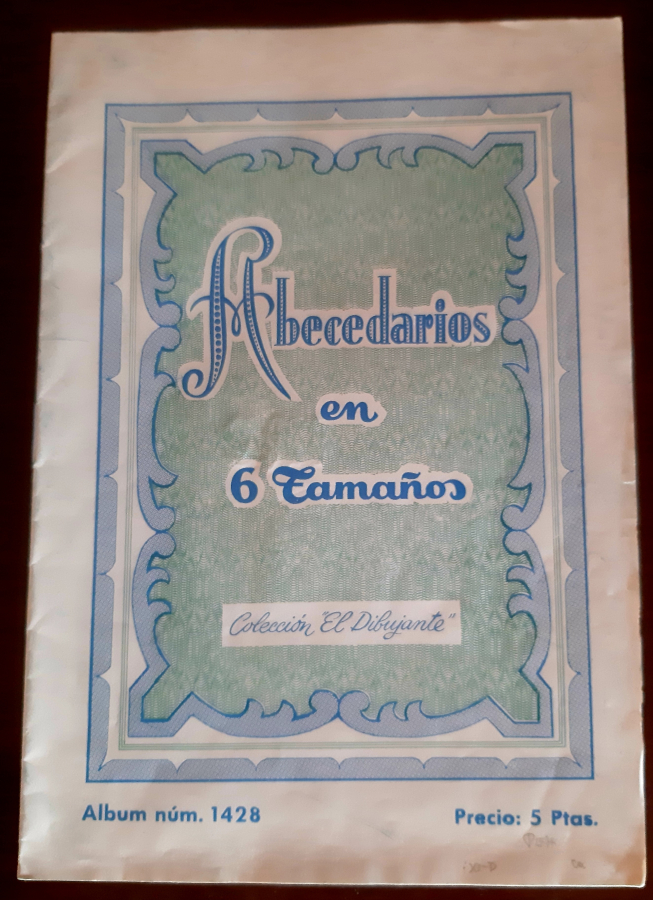 Abecedarios
en
6 Tamaños
Colección "El Dibujante"
Album núm. 1428
Precio: 5 Ptas.